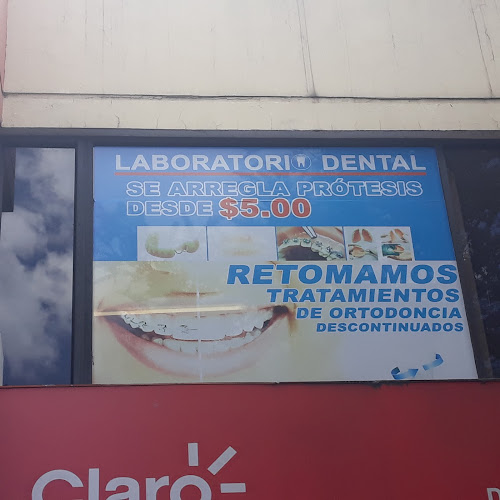 LABORATORIO DENTAL
SE ARREGLA PRÓTESIS
DESDE $5.00
RETOMAMOS
TRATAMIENTOS
DE ORTODONCIA
DESCONTINUADOS
Claro